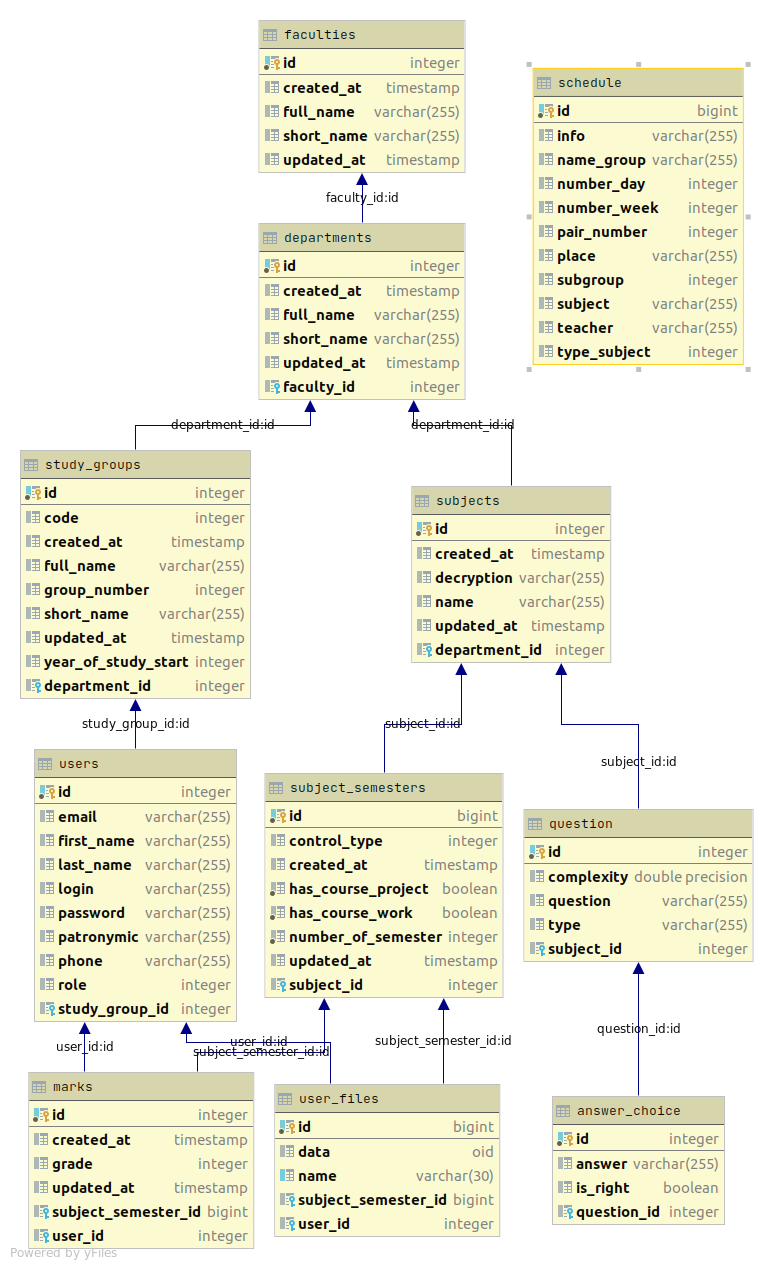 faculties
id integer
created_at timestamp
full_name varchar(255)
short_name varchar(255)
updated_at timestamp
schedule
id bigint
info varchar(255)
name_group varchar(255)
number_day integer
number_week integer
pair_number integer
place varchar(255)
subgroup integer
subject varchar(255)
teacher varchar(255)
type_subject integer
faculty_id:id
departments
id integer
created_at timestamp
full_name varchar(255)
short_name varchar(255)
updated_at timestamp
faculty_id integer
department_id:id
department_id:id
study_groups
id integer
code integer
created_at timestamp
full_name varchar(255)
group_number integer
short_name varchar(255)
updated_at timestamp
year_of_study_start integer
department_id integer
subjects
id integer
created_at timestamp
decryption varchar(255)
name varchar(255)
updated_at timestamp
department_id integer
study_group_id:id
subject_id:id
subject_id:id
users
id integer
email varchar(255)
first_name varchar(255)
last_name varchar(255)
login varchar(255)
password varchar(255)
patronymic varchar(255)
phone varchar(255)
role integer
study_group_id integer
subject_semesters
id bigint
control_type integer
created_at timestamp
has_course_project boolean
has_course_work boolean
number_of_semester integer
updated_at timestamp
subject_id integer
question
id integer
complexity double precision
question varchar(255)
type varchar(255)
subject_id integer
user_id:id
user_id:id
subject_semester_id:id
subject_semester_id:id
question_id:id
marks
id integer
created_at timestamp
grade integer
updated_at timestamp
subject_semester_id bigint
user_id integer
user_files
id bigint
data oid
name varchar(30)
subject_semester_id bigint
user_id integer
answer_choice
id integer
answer varchar(255)
is_right boolean
question_id integer
Powered by yFiles